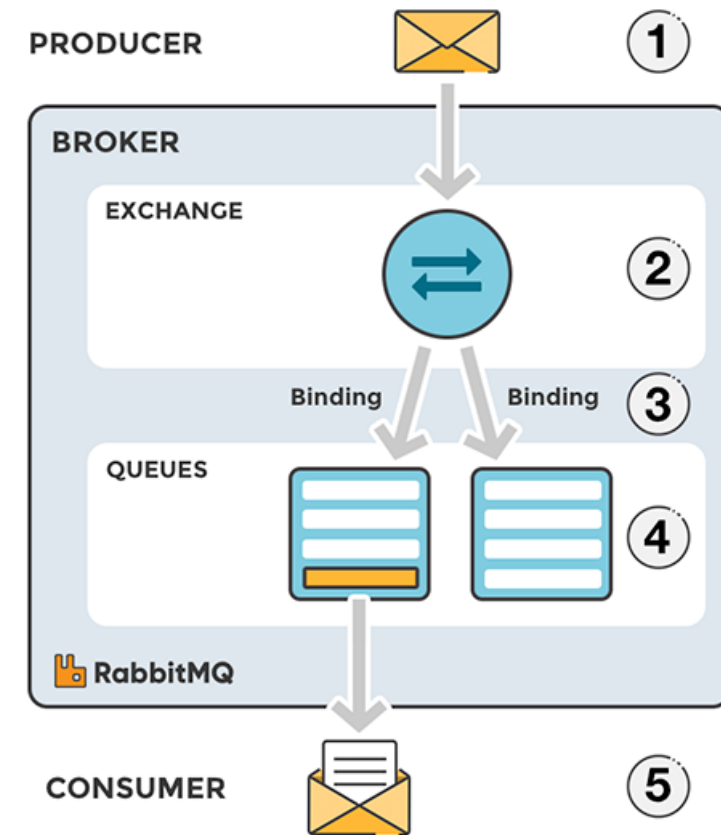 PRODUCER
1
BROKER
EXCHANGE
2
Binding Binding
3
QUEUES
4
RabbitMQ
CONSUMER
5